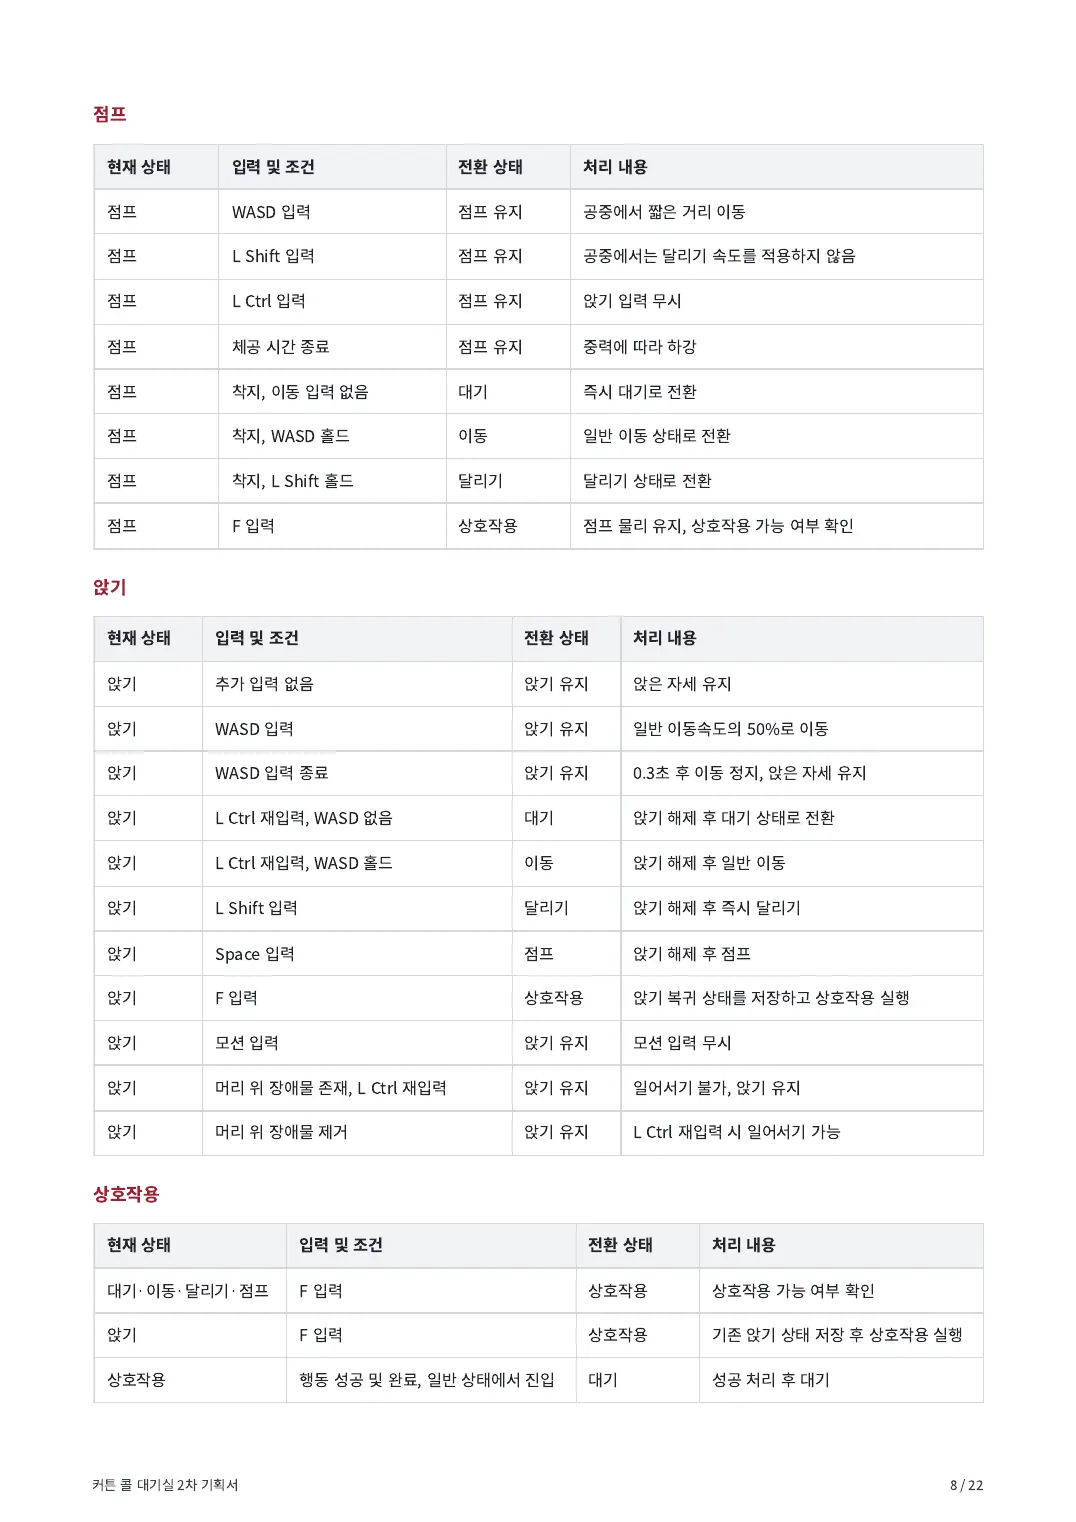 점프
현재 상태 입력 및 조건 전환 상태 처리 내용
점프 WASD 입력 점프 유지 공중에서 짧은 거리 이동
점프 L Shift 입력 점프 유지 공중에서는 달리기 속도를 적용하지 않음
점프 L Ctrl 입력 점프 유지 앉기 입력 무시
점프 체공 시간 종료 점프 유지 중력에 따라 하강
점프 착지, 이동 입력 없음 대기 즉시 대기로 전환
점프 착지, WASD 홀드 이동 일반 이동 상태로 전환
점프 착지, L Shift 홀드 달리기 달리기 상태로 전환
점프 F 입력 상호작용 점프 물리 유지, 상호작용 가능 여부 확인
앉기
현재 상태 입력 및 조건 전환 상태 처리 내용
앉기 추가 입력 없음 앉기 유지 앉은 자세 유지
앉기 WASD 입력 앉기 유지 일반 이동속도의 50%로 이동
앉기 WASD 입력 종료 앉기 유지 0.3초 후 이동 정지, 앉은 자세 유지
앉기 L Ctrl 재입력, WASD 없음 대기 앉기 해제 후 대기 상태로 전환
앉기 L Ctrl 재입력, WASD 홀드 이동 앉기 해제 후 일반 이동
앉기 L Shift 입력 달리기 앉기 해제 후 즉시 달리기
앉기 Space 입력 점프 앉기 해제 후 점프
앉기 F 입력 상호작용 앉기 복귀 상태를 저장하고 상호작용 실행
앉기 모션 입력 앉기 유지 모션 입력 무시
앉기 머리 위 장애물 존재, L Ctrl 재입력 앉기 유지 일어서기 불가, 앉기 유지
앉기 머리 위 장애물 제거 앉기 유지 L Ctrl 재입력 시 일어서기 가능
상호작용
현재 상태 입력 및 조건 전환 상태 처리 내용
대기·이동·달리기·점프 F 입력 상호작용 상호작용 가능 여부 확인
앉기 F 입력 상호작용 기존 앉기 상태 저장 후 상호작용 실행
상호작용 행동 성공 및 완료, 일반 상태에서 진입 대기 성공 처리 후 대기
커튼 콜 대기실 2차 기획서 8 / 22